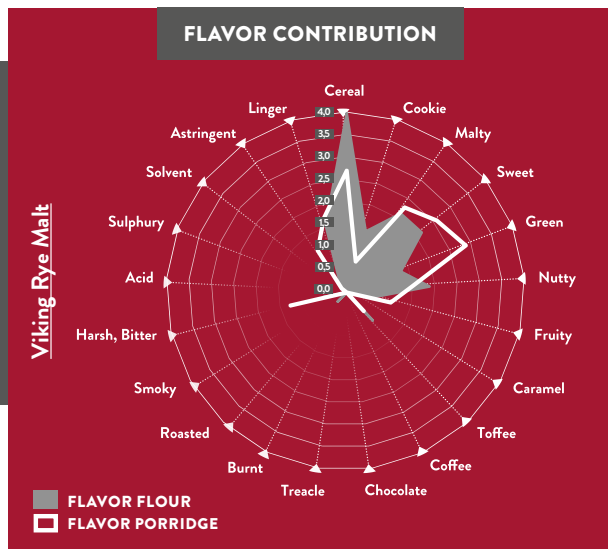 FLAVOR CONTRIBUTION
Viking Rye Malt
Cereal
Cookie
Malty
Sweet
Green
Nutty
Fruity
Caramel
Toffee
Coffee
Chocolate
Treacle
Burnt
Roasted
Smoky
Harsh, Bitter
Acid
Sulphury
Solvent
Astringent
Linger
4,0
3,5
3,0
2,5
2,0
1,5
1,0
0,5
0,0
FLAVOR FLOUR
FLAVOR PORRIDGE